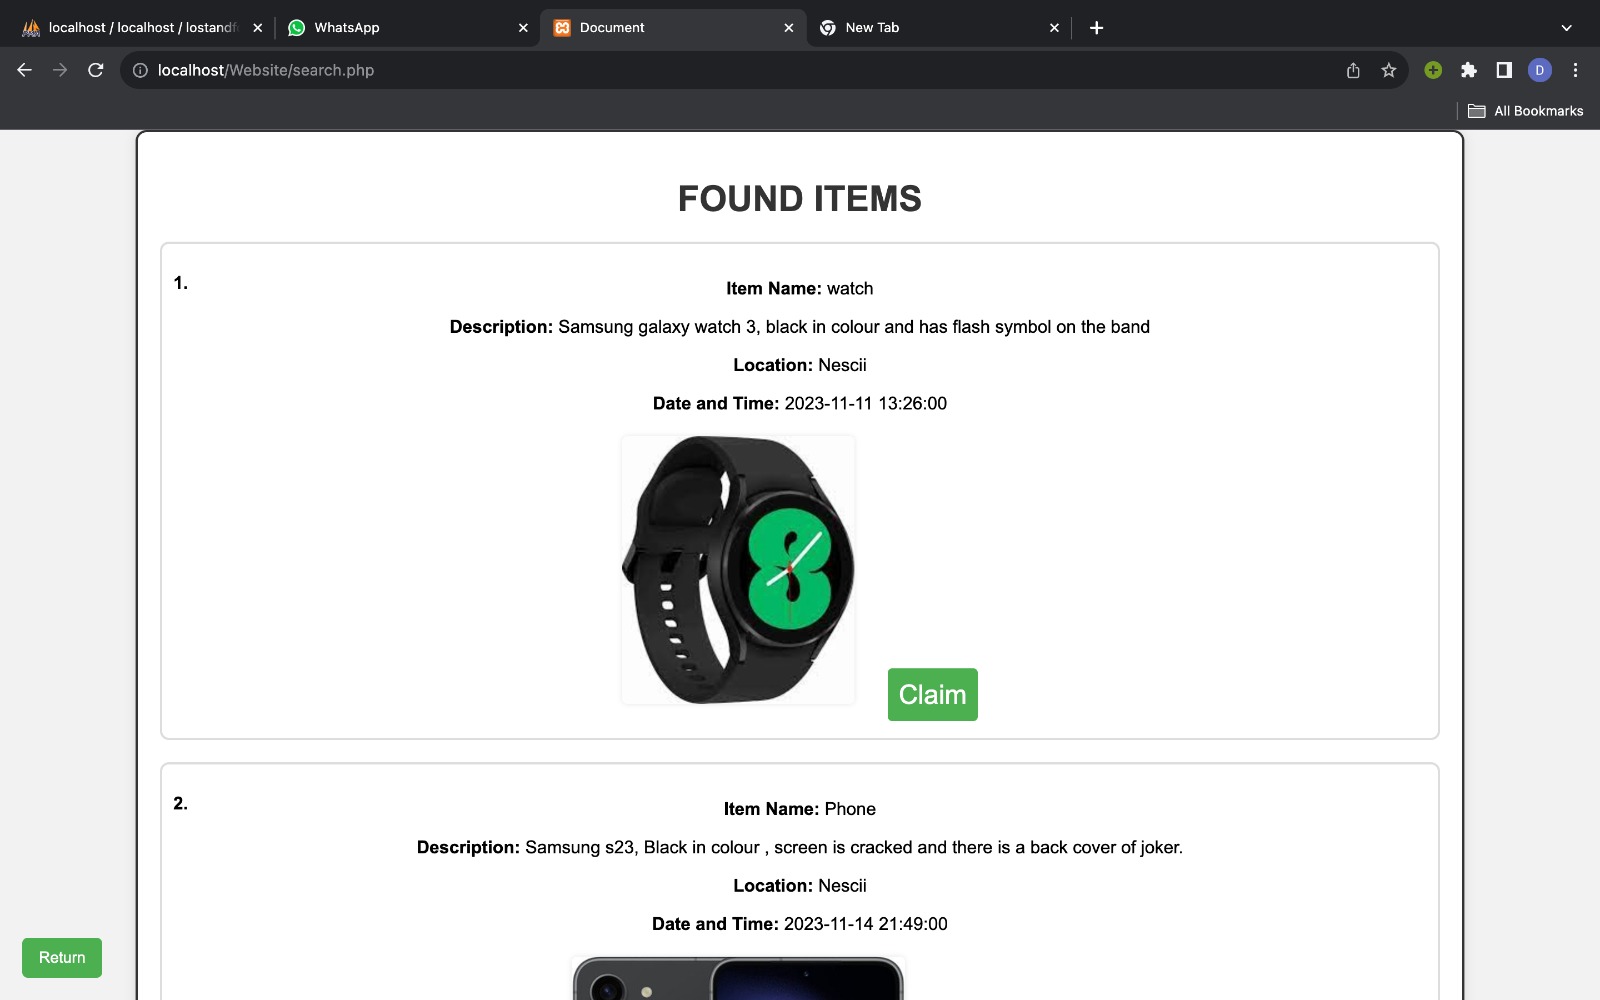 localhost / localhost / lostandf
WhatsApp
Document
New Tab
localhost/Website/search.php
D
All Bookmarks
FOUND ITEMS
1.
Item Name: watch
Description: Samsung galaxy watch 3, black in colour and has flash symbol on the band
Location: Nescii
Date and Time: 2023-11-11 13:26:00
Claim
2.
Item Name: Phone
Description: Samsung s23, Black in colour , screen is cracked and there is a back cover of joker.
Location: Nescii
Date and Time: 2023-11-14 21:49:00
Return